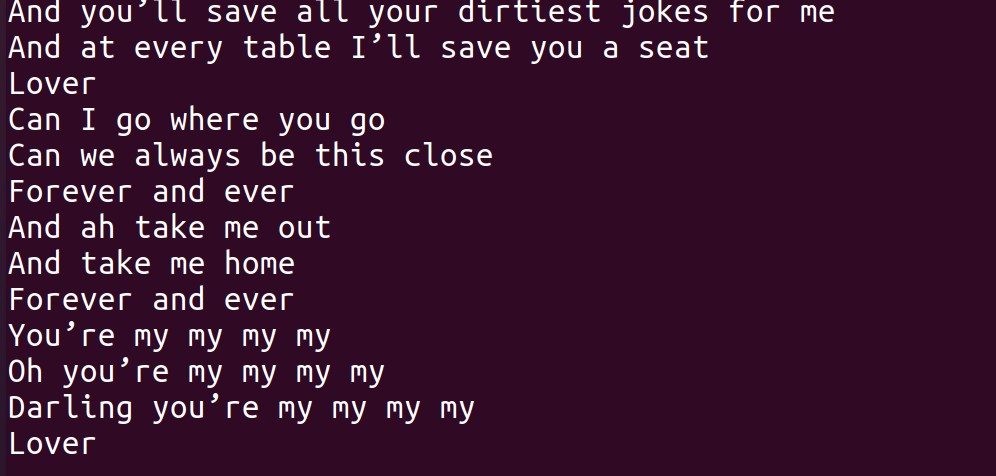 And you’ll save all your dirtiest jokes for me
And at every table I’ll save you a seat
Lover
Can I go where you go
Can we always be this close
Forever and ever
And ah take me out
And take me home
Forever and ever
You’re my my my my
Oh you’re my my my my
Darling you’re my my my my
Lover